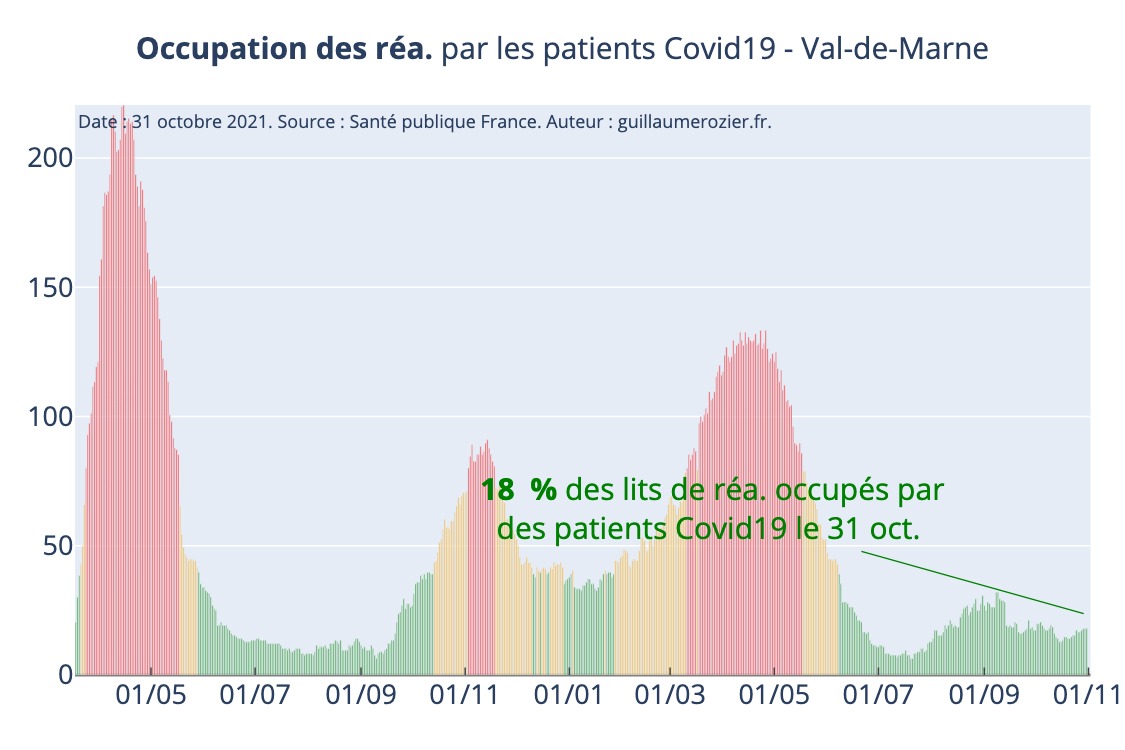 Occupation des réa. par les patients Covid19 - Val-de-Marne
Date : 31 octobre 2021. Source : Santé publique France. Auteur : guillaumerozier.fr.
200
150
100
50
0
18 % des lits de réa. occupés par
des patients Covid19 le 31 oct.
01/05 01/07 01/09 01/11 01/01 01/03 01/05 01/07 01/09 01/11